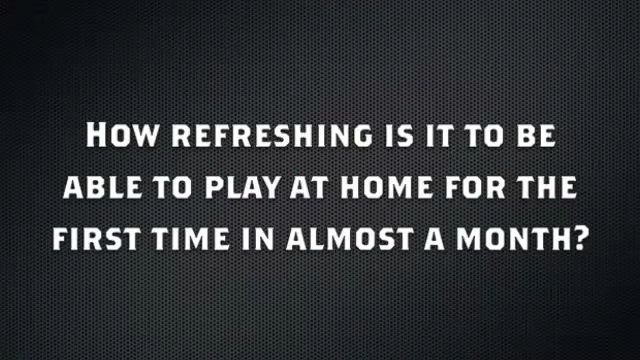 How refreshing is it to be
able to play at home for the
first time in almost a month?